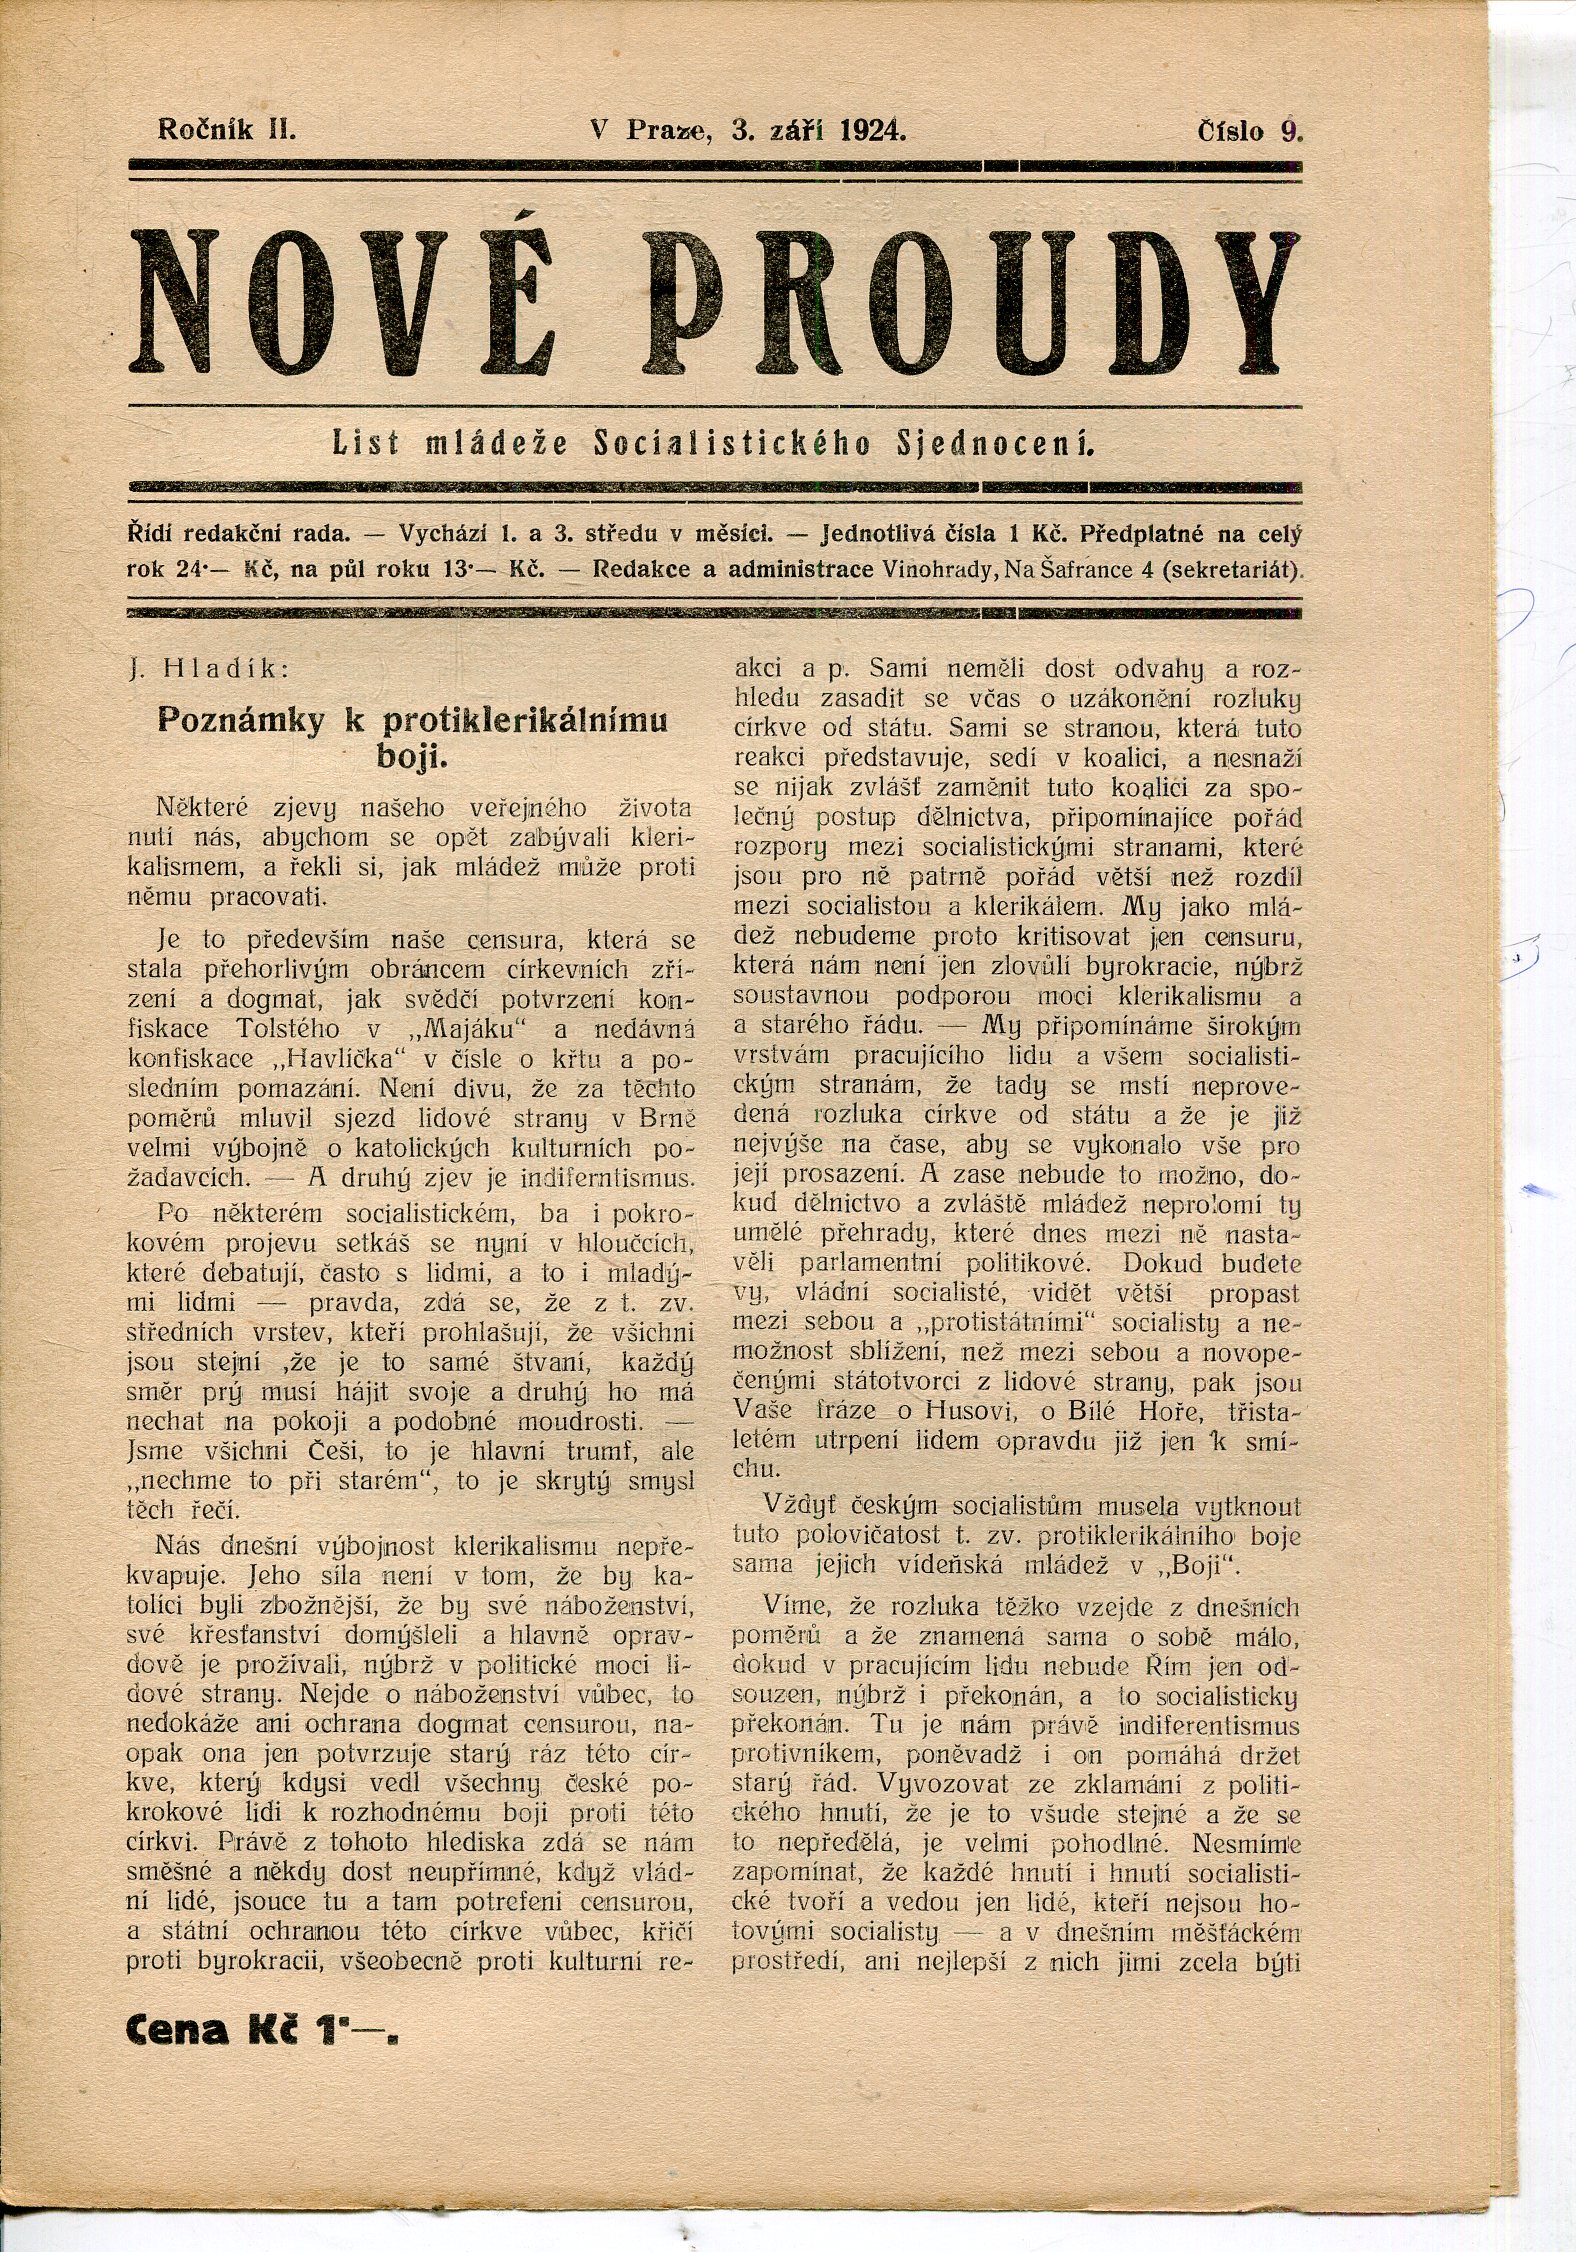 Ročník II.
V Praze, 3. září 1924.
Číslo 9.
NOVÉ PROUDY
List mládeže Socialistického Sjednocení.
Řídí redakční rada. — Vychází 1. a 3. středu v měsíci. — Jednotlivá čísla 1 Kč. Předplatné na celý
rok 24·— Kč, na půl roku 13·— Kč. — Redakce a administrace Vinohrady, Na Šafrance 4 (sekretariát).
J. Hladík:
Poznámky k protiklerikálnímu
boji.
Některé zjevy našeho veřejného života
nutí nás, abychom se opět zabývali kleri-
kalismem, a řekli si, jak mládež může proti
němu pracovati.
Je to především naše censura, která se
stala přehorlivým obráncem církevních zří-
zení a dogmat, jak svědčí potvrzení kon-
fiskace Tolstého v „Majáku“ a nedávná
konfiskace „Havlíčka“ v čísle o křtu a po-
sledním pomazání. Není divu, že za těchto
poměrů mluvil sjezd lidové strany v Brně
velmi výbojně o katolických kulturních po-
žadavcích. — A druhý zjev je indiferntismus.
Po některém socialistickém, ba i pokro-
kovém projevu setkáš se nyní v hloučcích,
které debatují, často s lidmi, a to i mladý-
mi lidmi — pravda, zdá se, že z t. zv.
středních vrstev, kteří prohlašují, že všichni
jsou stejní ,že je to samé štvaní, každý
směr prý musí hájit svoje a druhý ho má
nechat na pokoji a podobné moudrosti. —
Jsme všichni Češi, to je hlavní trumf, ale
„nechme to při starém“, to je skrytý smysl
těch řečí.
Nás dnešní výbojnost klerikalismu nepře-
kvapuje. Jeho síla není v tom, že by ka-
tolíci byli zbožnější, že by své náboženství,
své křesťanství domýšleli a hlavně oprav-
dově je prožívali, nýbrž v politické moci li-
dové strany. Nejde o náboženství vůbec, to
nedokáže ani ochrana dogmat censurou, na-
opak ona jen potvrzuje starý ráz této cír-
kve, který kdysi vedl všechny české po-
krokové lidi k rozhodnému boji proti této
církvi. Právě z tohoto hlediska zdá se nám
směšné a někdy dost neupřímné, když vlád-
ní lidé, jsouce tu a tam potrefeni censurou,
a státní ochranou této církve vůbec, křičí
proti byrokracii, všeobecně proti kulturní re-
akci a p. Sami neměli dost odvahy a roz-
hledu zasadit se včas o uzákonění rozluky
církve od státu. Sami se stranou, která tuto
reakci představuje, sedí v koalici, a nesnaží
se nijak zvlášť zaměnit tuto koalici za spo-
lečný postup dělnictva, připomínajíce pořád
rozpory mezi socialistickými stranami, které
jsou pro ně patrně pořád větší než rozdíl
mezi socialistou a klerikálem. My jako mlá-
dež nebudeme proto kritisovat jen censuru,
která nám není jen zlovůlí byrokracie, nýbrž
soustavnou podporou moci klerikalismu a
a starého řádu. — My připomínáme širokým
vrstvám pracujícího lidu a všem socialisti-
ckým stranám, že tady se mstí neprove-
dená rozluka církve od státu a že je již
nejvýše na čase, aby se vykonalo vše pro
její prosazení. A zase nebude to možno, do-
kud dělnictvo a zvláště mládež neprolomí ty
umělé přehrady, které dnes mezi ně nasta-
věli parlamentní politikové. Dokud budete
vy, vládní socialisté, vidět větší propast
mezi sebou a „protistátními“ socialisty a ne-
možnost sblížení, než mezi sebou a novope-
čenými státotvorci z lidové strany, pak jsou
Vaše fráze o Husovi, o Bílé Hoře, třista-
letém utrpení lidem opravdu již jen k smí-
chu.
Vždyť českým socialistům musela vytknout
tuto polovičatost t. zv. protiklerikálního boje
sama jejich vídeňská mládež v „Boji“.
Víme, že rozluka těžko vzejde z dnešních
poměrů a že znamená sama o sobě málo,
dokud v pracujícím lidu nebude Řím jen od-
souzen, nýbrž i překonán, a to socialisticky
překonán. Tu je nám právě indiferentismus
protivníkem, poněvadž i on pomáhá držet
starý řád. Vyvozovat ze zklamání z politi-
ckého hnutí, že je to všude stejné a že se
to nepředělá, je velmi pohodlné. Nesmíme
zapomínat, že každé hnutí i hnutí socialisti-
cké tvoří a vedou jen lidé, kteří nejsou ho-
tovými socialisty — a v dnešním měšťáckém
prostředí, ani nejlepší z nich jimi zcela býti
Cena Kč 1·—.